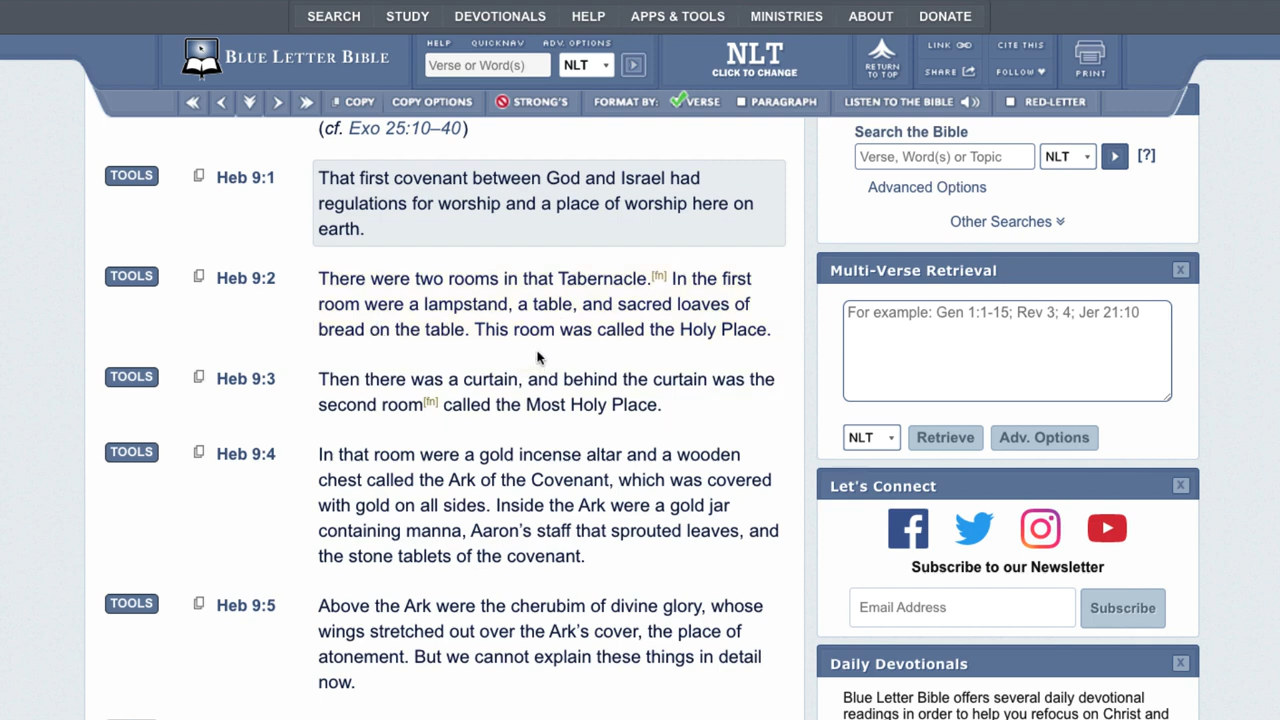 SEARCH STUDY DEVOTIONALS HELP APPS & TOOLS MINISTRIES ABOUT DONATE
BLUE LETTER BIBLE
HELP QUICKNAV ADV. OPTIONS
Verse or Word(s) NLT
NLT
CLICK TO CHANGE
RETURN
TO TOP
LINK CITE THIS
SHARE FOLLOW
PRINT
COPY COPY OPTIONS STRONG'S FORMAT BY: VERSE PARAGRAPH LISTEN TO THE BIBLE RED-LETTER
(cf. Exo 25:10–40)
TOOLS Heb 9:1 That first covenant between God and Israel had
regulations for worship and a place of worship here on
earth.
TOOLS Heb 9:2 There were two rooms in that Tabernacle.[fn] In the first
room were a lampstand, a table, and sacred loaves of
bread on the table. This room was called the Holy Place.
TOOLS Heb 9:3 Then there was a curtain, and behind the curtain was the
second room[fn] called the Most Holy Place.
TOOLS Heb 9:4 In that room were a gold incense altar and a wooden
chest called the Ark of the Covenant, which was covered
with gold on all sides. Inside the Ark were a gold jar
containing manna, Aaron’s staff that sprouted leaves, and
the stone tablets of the covenant.
TOOLS Heb 9:5 Above the Ark were the cherubim of divine glory, whose
wings stretched out over the Ark’s cover, the place of
atonement. But we cannot explain these things in detail
now.
Search the Bible
Verse, Word(s) or Topic NLT [?]
Advanced Options
Other Searches
Multi-Verse Retrieval X
For example: Gen 1:1-15; Rev 3; 4; Jer 21:10
NLT Retrieve Adv. Options
Let's Connect X
Subscribe to our Newsletter
Email Address Subscribe
Daily Devotionals X
Blue Letter Bible offers several daily devotional
readings in order to help you refocus on Christ and